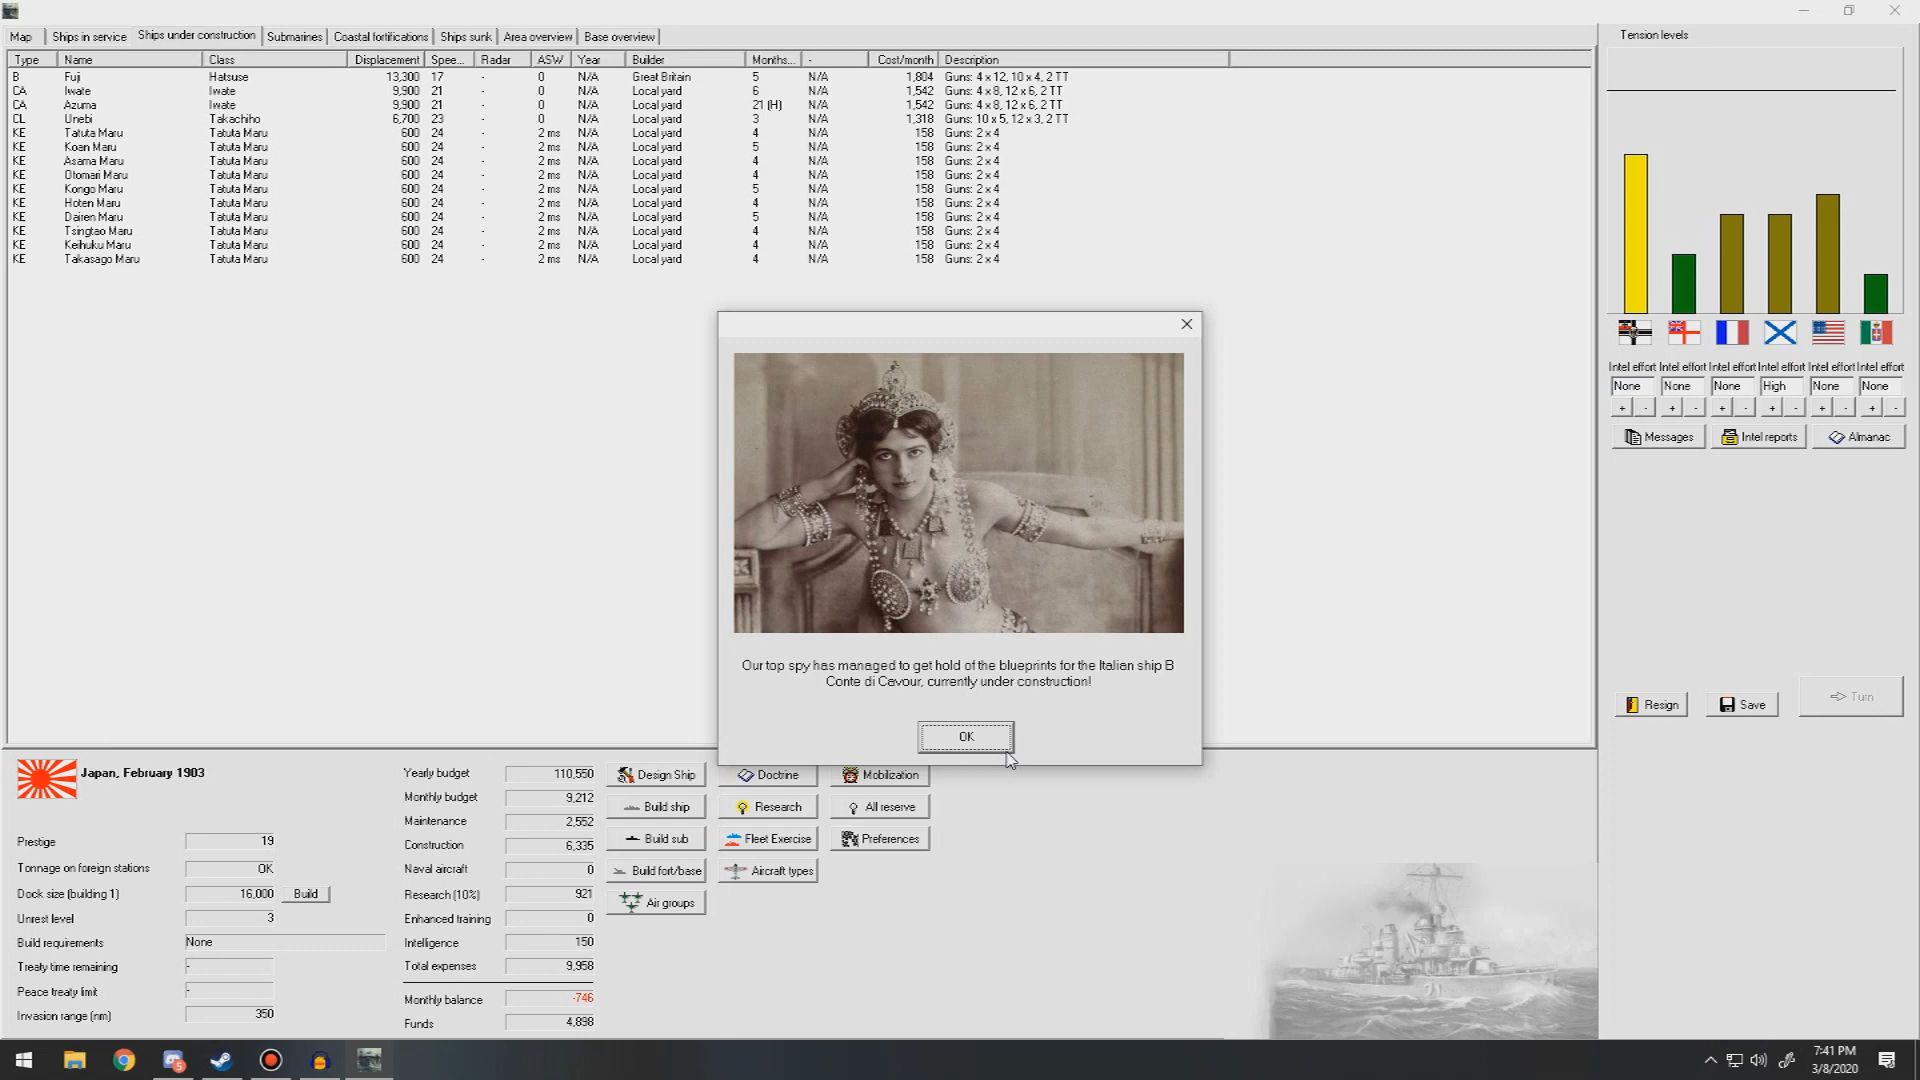 Map Ships in service Ships under construction Submarines Coastal fortifications Ships sunk Area overview Base overview
Type Name Class Displacement Spee... Radar ASW Year Builder Months... - Cost/month Description
B Fuji Hatsuse 13,300 17 - 0 N/A Great Britain 5 N/A 1,804 Guns: 4 x 12, 10 x 4, 2 TT
CA Iwate Iwate 9,900 21 - 0 N/A Local yard 6 N/A 1,542 Guns: 4 x 8, 12 x 6, 2 TT
CA Azuma Iwate 9,900 21 - 0 N/A Local yard 21 (H) N/A 1,542 Guns: 4 x 8, 12 x 6, 2 TT
CL Unebi Takachiho 6,700 23 - 0 N/A Local yard 3 N/A 1,318 Guns: 10 x 5, 12 x 3, 2 TT
KE Tatuta Maru Tatuta Maru 600 24 - 2 ms N/A Local yard 4 N/A 158 Guns: 2 x 4
KE Koan Maru Tatuta Maru 600 24 - 2 ms N/A Local yard 5 N/A 158 Guns: 2 x 4
KE Asama Maru Tatuta Maru 600 24 - 2 ms N/A Local yard 4 N/A 158 Guns: 2 x 4
KE Otomari Maru Tatuta Maru 600 24 - 2 ms N/A Local yard 4 N/A 158 Guns: 2 x 4
KE Kongo Maru Tatuta Maru 600 24 - 2 ms N/A Local yard 5 N/A 158 Guns: 2 x 4
KE Hoten Maru Tatuta Maru 600 24 - 2 ms N/A Local yard 4 N/A 158 Guns: 2 x 4
KE Dairen Maru Tatuta Maru 600 24 - 2 ms N/A Local yard 5 N/A 158 Guns: 2 x 4
KE Tsingtao Maru Tatuta Maru 600 24 - 2 ms N/A Local yard 4 N/A 158 Guns: 2 x 4
KE Keihuku Maru Tatuta Maru 600 24 - 2 ms N/A Local yard 4 N/A 158 Guns: 2 x 4
KE Takasago Maru Tatuta Maru 600 24 - 2 ms N/A Local yard 4 N/A 158 Guns: 2 x 4
Tension levels
Intel effort Intel effort Intel effort Intel effort Intel effort Intel effort
None None None High None None
+ - + - + - + - + - + -
Messages Intel reports Almanac
Our top spy has managed to get hold of the blueprints for the Italian ship B
Conte di Cavour, currently under construction!
OK
Resign Save Turn
Japan, February 1903
Prestige 19
Tonnage on foreign stations OK
Dock size (building 1) 16,000 Build
Unrest level 3
Build requirements None
Treaty time remaining -
Peace treaty limit -
Invasion range (nm) 350
Yearly budget 110,550
Monthly budget 9,212
Maintenance 2,552
Construction 6,335
Naval aircraft 0
Research (10%) 921
Enhanced training 0
Intelligence 150
Total expenses 9,958
Monthly balance -746
Funds 4,898
Design Ship Doctrine Mobilization
Build ship Research All reserve
Build sub Fleet Exercise Preferences
Build fort/base Aircraft types
Air groups
5
7:41 PM
3/8/2020